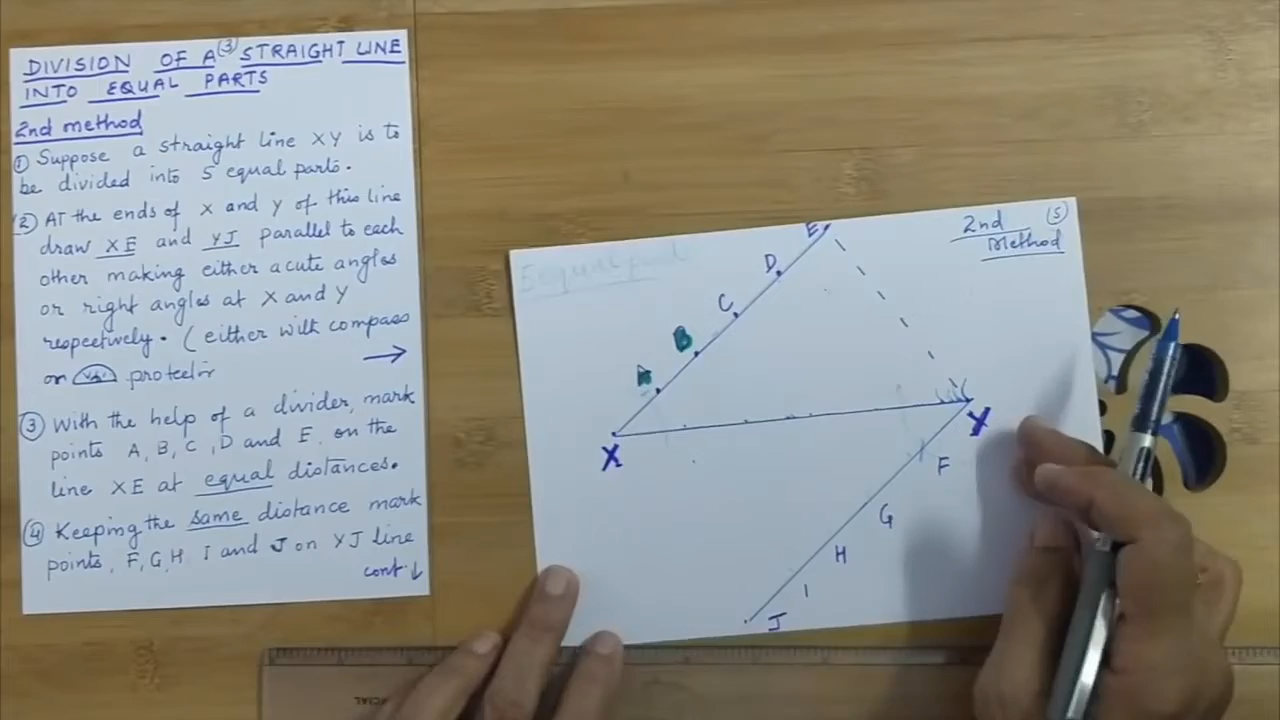 DIVISION OF A (3) STRAIGHT LINE
INTO EQUAL PARTS
2nd method
① Suppose a straight line XY is to
be divided into 5 equal parts.
(2) AT the ends of X and Y of this line
draw XE and YJ parallel to each
other making either acute angles
or right angles at X and Y
respectively. (either with compass
or protector
③ With the help of a divider, mark
points A, B, C, D and E, on the
line XE at equal distances.
④ Keeping the same distance mark
points, F, G, H, I and J on YJ line
cont. ↓
2nd (5)
Method
E
D
C
B
A
X
Y
F
G
H
I
J